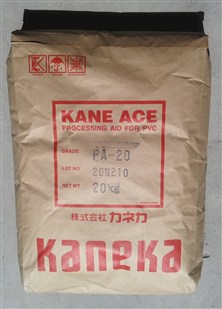 KANE ACE
PROCESSING AID FOR PVC
GRADE PA-20
LOT NO 20N210
NET WT 20kg
株式会社 カネカ
Kaneka